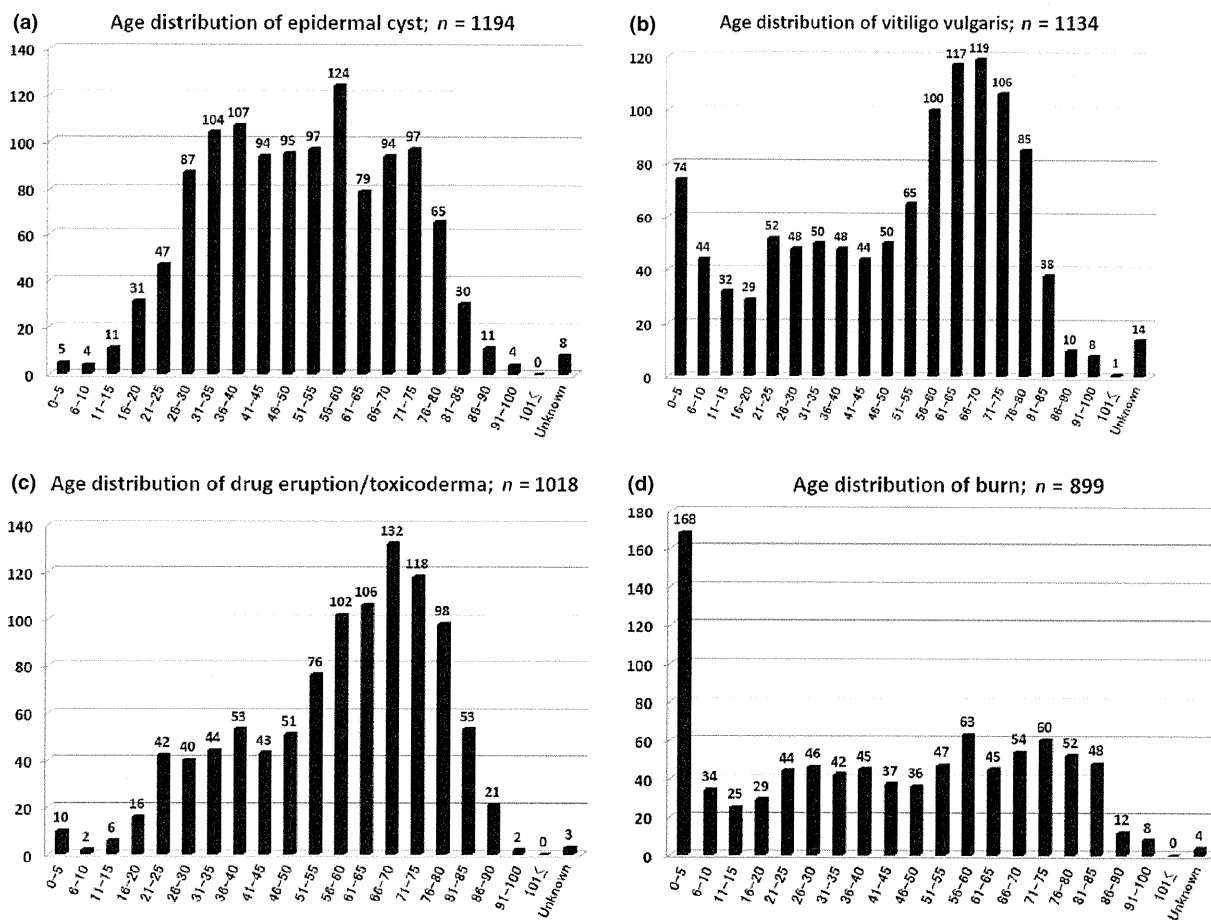 (a) Age distribution of epidermal cyst; n = 1194
140
120
100
80
60
40
20
0
5 4 11 31 47 87 104 107 94 95 97 124 79 94 97 65 30 11 4 0 8
0–5 6–10 11–15 16–20 21–25 26–30 31–35 36–40 41–45 46–50 51–55 56–60 61–65 66–70 71–75 76–80 81–85 86–90 91–100 101≤ Unknown
(b) Age distribution of vitiligo vulgaris; n = 1134
120
100
80
60
40
20
0
74 44 32 29 52 48 50 48 44 50 65 100 117 119 106 85 38 10 8 1 14
0–5 6–10 11–15 16–20 21–25 26–30 31–35 36–40 41–45 46–50 51–55 56–60 61–65 66–70 71–75 76–80 81–85 86–90 91–100 101≤ Unknown
(c) Age distribution of drug eruption/toxicoderma; n = 1018
140
120
100
80
60
40
20
0
10 2 6 16 42 40 44 53 43 51 76 102 106 132 118 98 53 21 2 0 3
0–5 6–10 11–15 16–20 21–25 26–30 31–35 36–40 41–45 46–50 51–55 56–60 61–65 66–70 71–75 76–80 81–85 86–90 91–100 101≤ Unknown
(d) Age distribution of burn; n = 899
180
160
140
120
100
80
60
40
20
0
168 34 25 29 44 46 42 45 37 36 47 63 45 54 60 52 48 12 8 0 4
0–5 6–10 11–15 16–20 21–25 26–30 31–35 36–40 41–45 46–50 51–55 56–60 61–65 66–70 71–75 76–80 81–85 86–90 91–100 101≤ Unknown